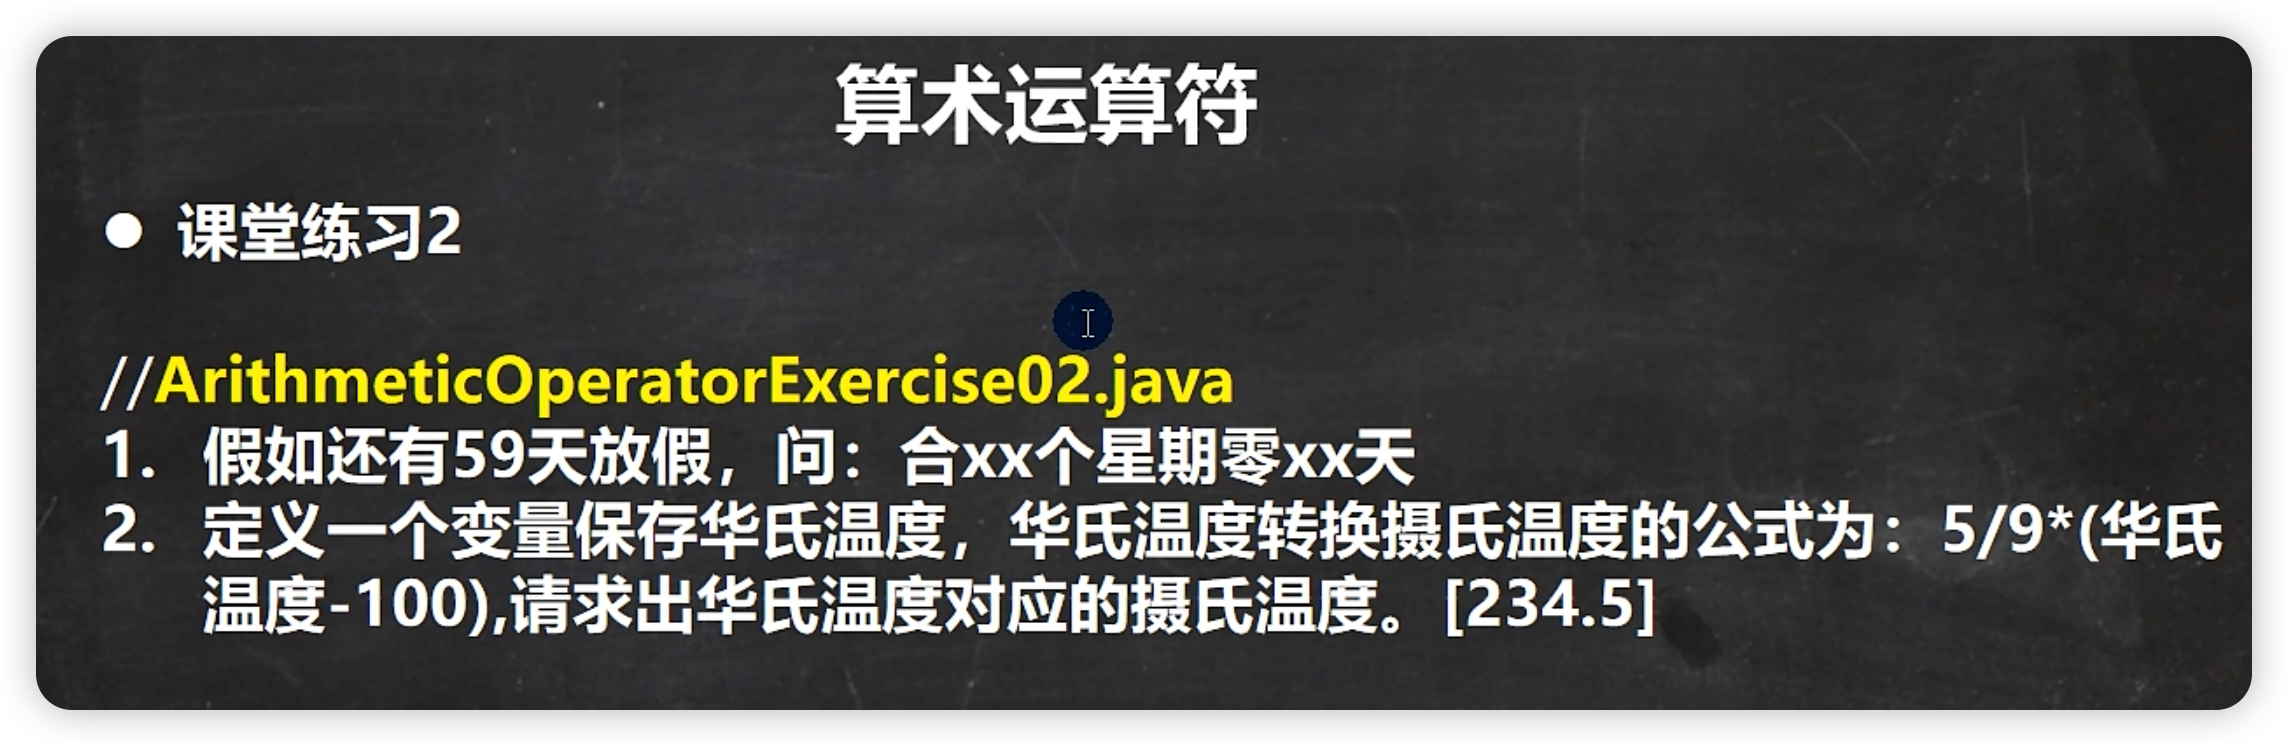 算术运算符
● 课堂练习2
//ArithmeticOperatorExercise02.java
1. 假如还有59天放假，问：合xx个星期零xx天
2. 定义一个变量保存华氏温度，华氏温度转换摄氏温度的公式为：5/9*(华氏
温度-100),请求出华氏温度对应的摄氏温度。[234.5]